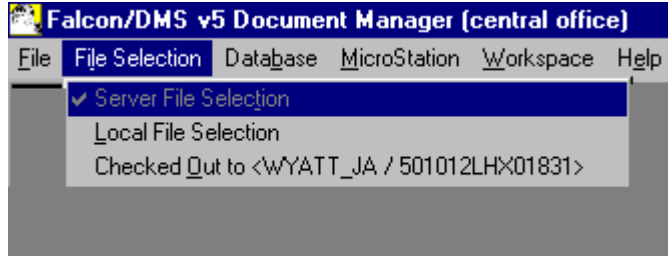 Falcon/DMS v5 Document Manager (central office)
File File Selection Database MicroStation Workspace Help
✓ Server File Selection
Local File Selection
Checked Out to <WYATT_JA / 501012LHX01831>